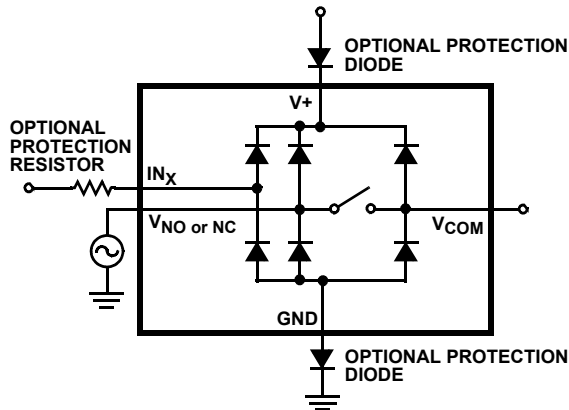 OPTIONAL PROTECTION
DIODE
V+
OPTIONAL
PROTECTION
RESISTOR
INX
VNO or NC
VCOM
GND
OPTIONAL PROTECTION
DIODE